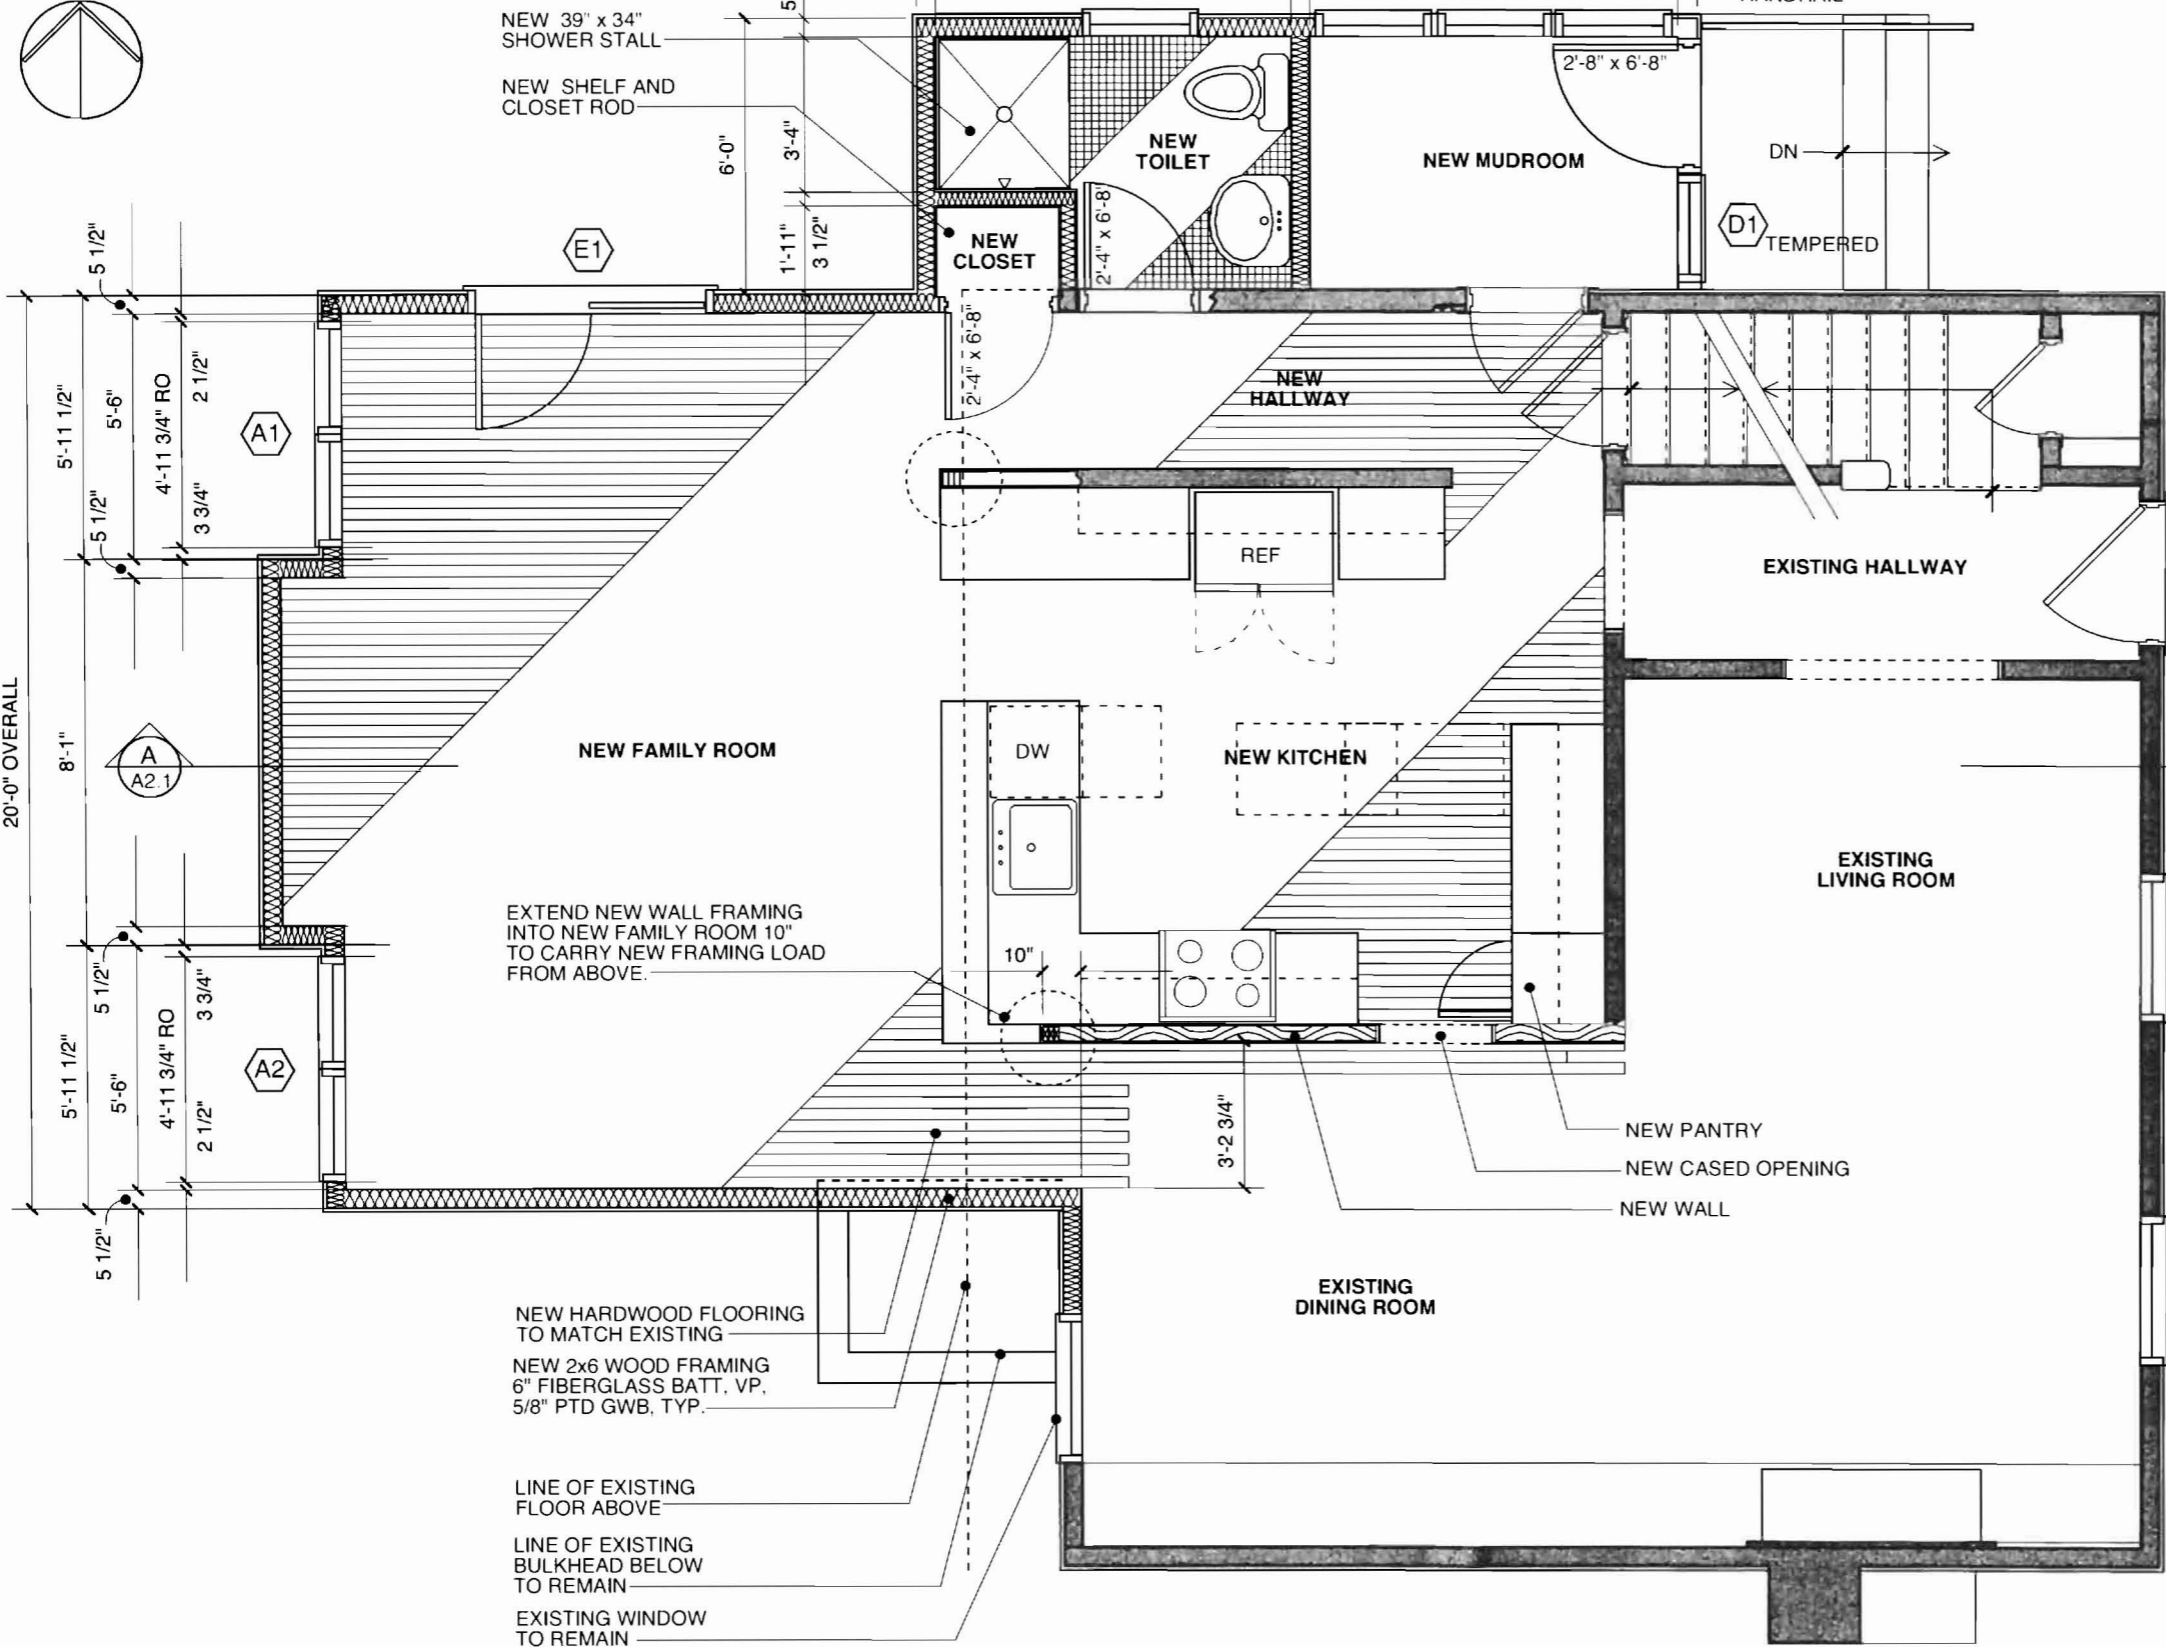 NEW 39" x 34"
SHOWER STALL
NEW SHELF AND
CLOSET ROD
6'-0"
3'-4"
1'-11"
3 1/2"
2'-8" x 6'-8"
NEW
TOILET
NEW MUDROOM
DN
D1
TEMPERED
2'-4" x 6'-8"
NEW
CLOSET
E1
5 1/2"
5'-11 1/2"
5'-6"
4'-11 3/4" RO
2 1/2"
3 3/4"
A1
5 1/2"
2'-4" x 6'-8"
NEW
HALLWAY
REF
EXISTING HALLWAY
20'-0" OVERALL
8'-1"
A
A2.1
NEW FAMILY ROOM
DW
NEW KITCHEN
EXISTING
LIVING ROOM
EXTEND NEW WALL FRAMING
INTO NEW FAMILY ROOM 10"
TO CARRY NEW FRAMING LOAD
FROM ABOVE.
10"
5 1/2"
3 3/4"
5'-11 1/2"
5'-6"
4'-11 3/4" RO
2 1/2"
A2
5 1/2"
3'-2 3/4"
NEW PANTRY
NEW CASED OPENING
NEW WALL
EXISTING
DINING ROOM
NEW HARDWOOD FLOORING
TO MATCH EXISTING
NEW 2x6 WOOD FRAMING
6" FIBERGLASS BATT, VP,
5/8" PTD GWB, TYP.
LINE OF EXISTING
FLOOR ABOVE
LINE OF EXISTING
BULKHEAD BELOW
TO REMAIN
EXISTING WINDOW
TO REMAIN